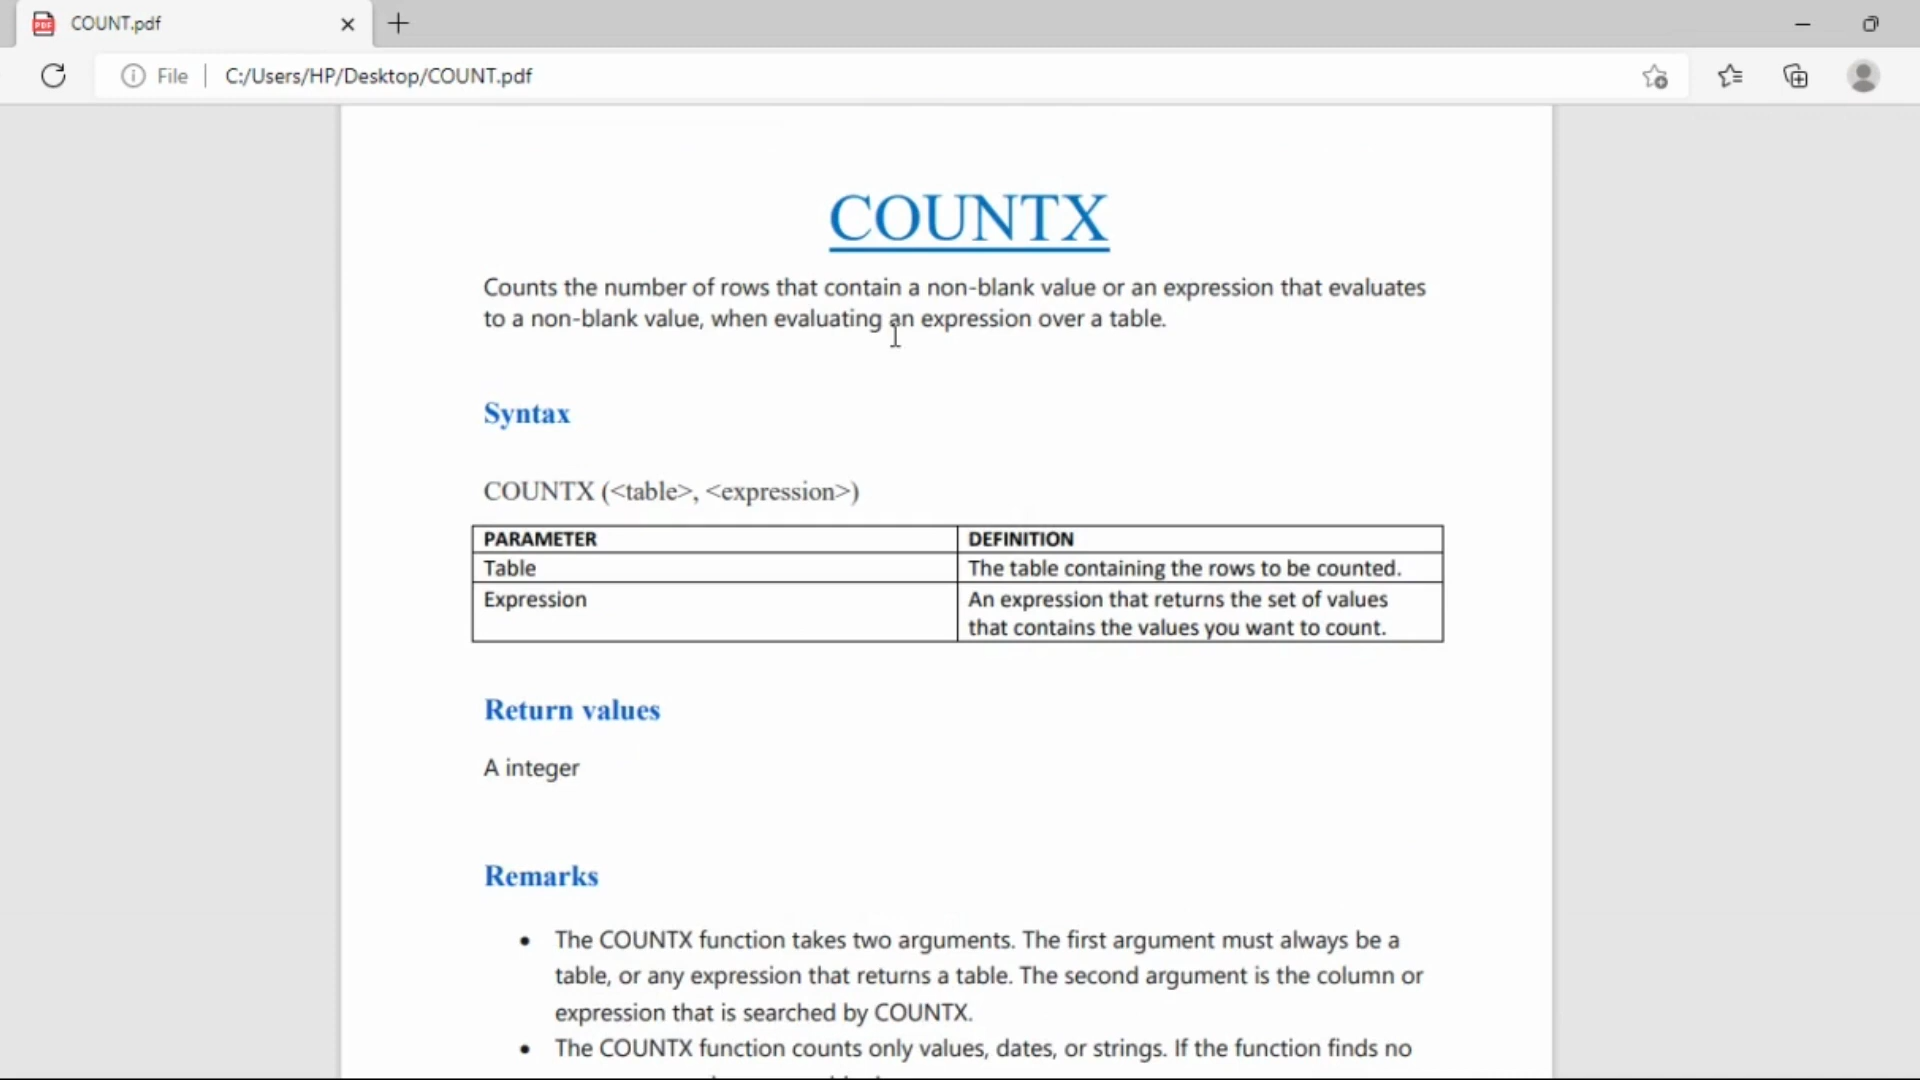 COUNT.pdf
File C:/Users/HP/Desktop/COUNT.pdf
COUNTX
Counts the number of rows that contain a non-blank value or an expression that evaluates
to a non-blank value, when evaluating an expression over a table.
Syntax
COUNTX (<table>, <expression>)
PARAMETER DEFINITION
Table The table containing the rows to be counted.
Expression An expression that returns the set of values
that contains the values you want to count.
Return values
A integer
Remarks
• The COUNTX function takes two arguments. The first argument must always be a
table, or any expression that returns a table. The second argument is the column or
expression that is searched by COUNTX.
• The COUNTX function counts only values, dates, or strings. If the function finds no